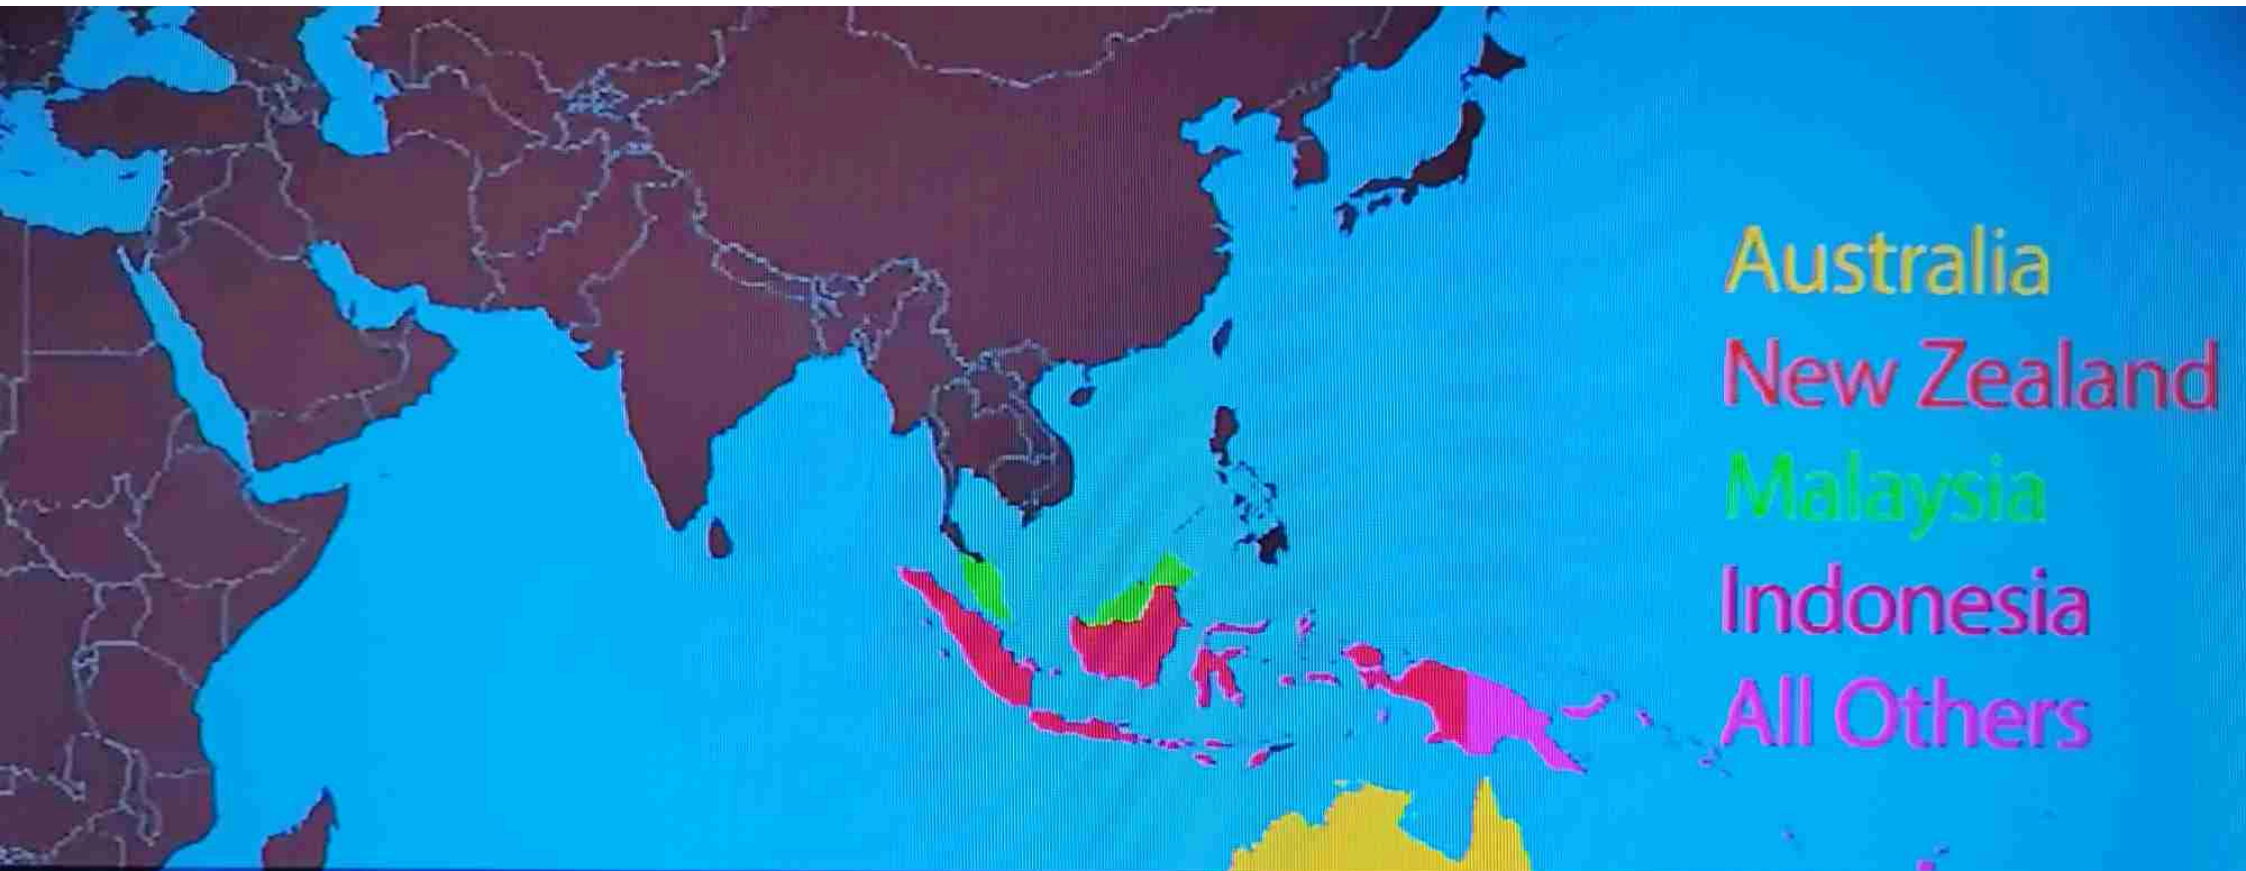 Australia
New Zealand
Malaysia
Indonesia
All Others